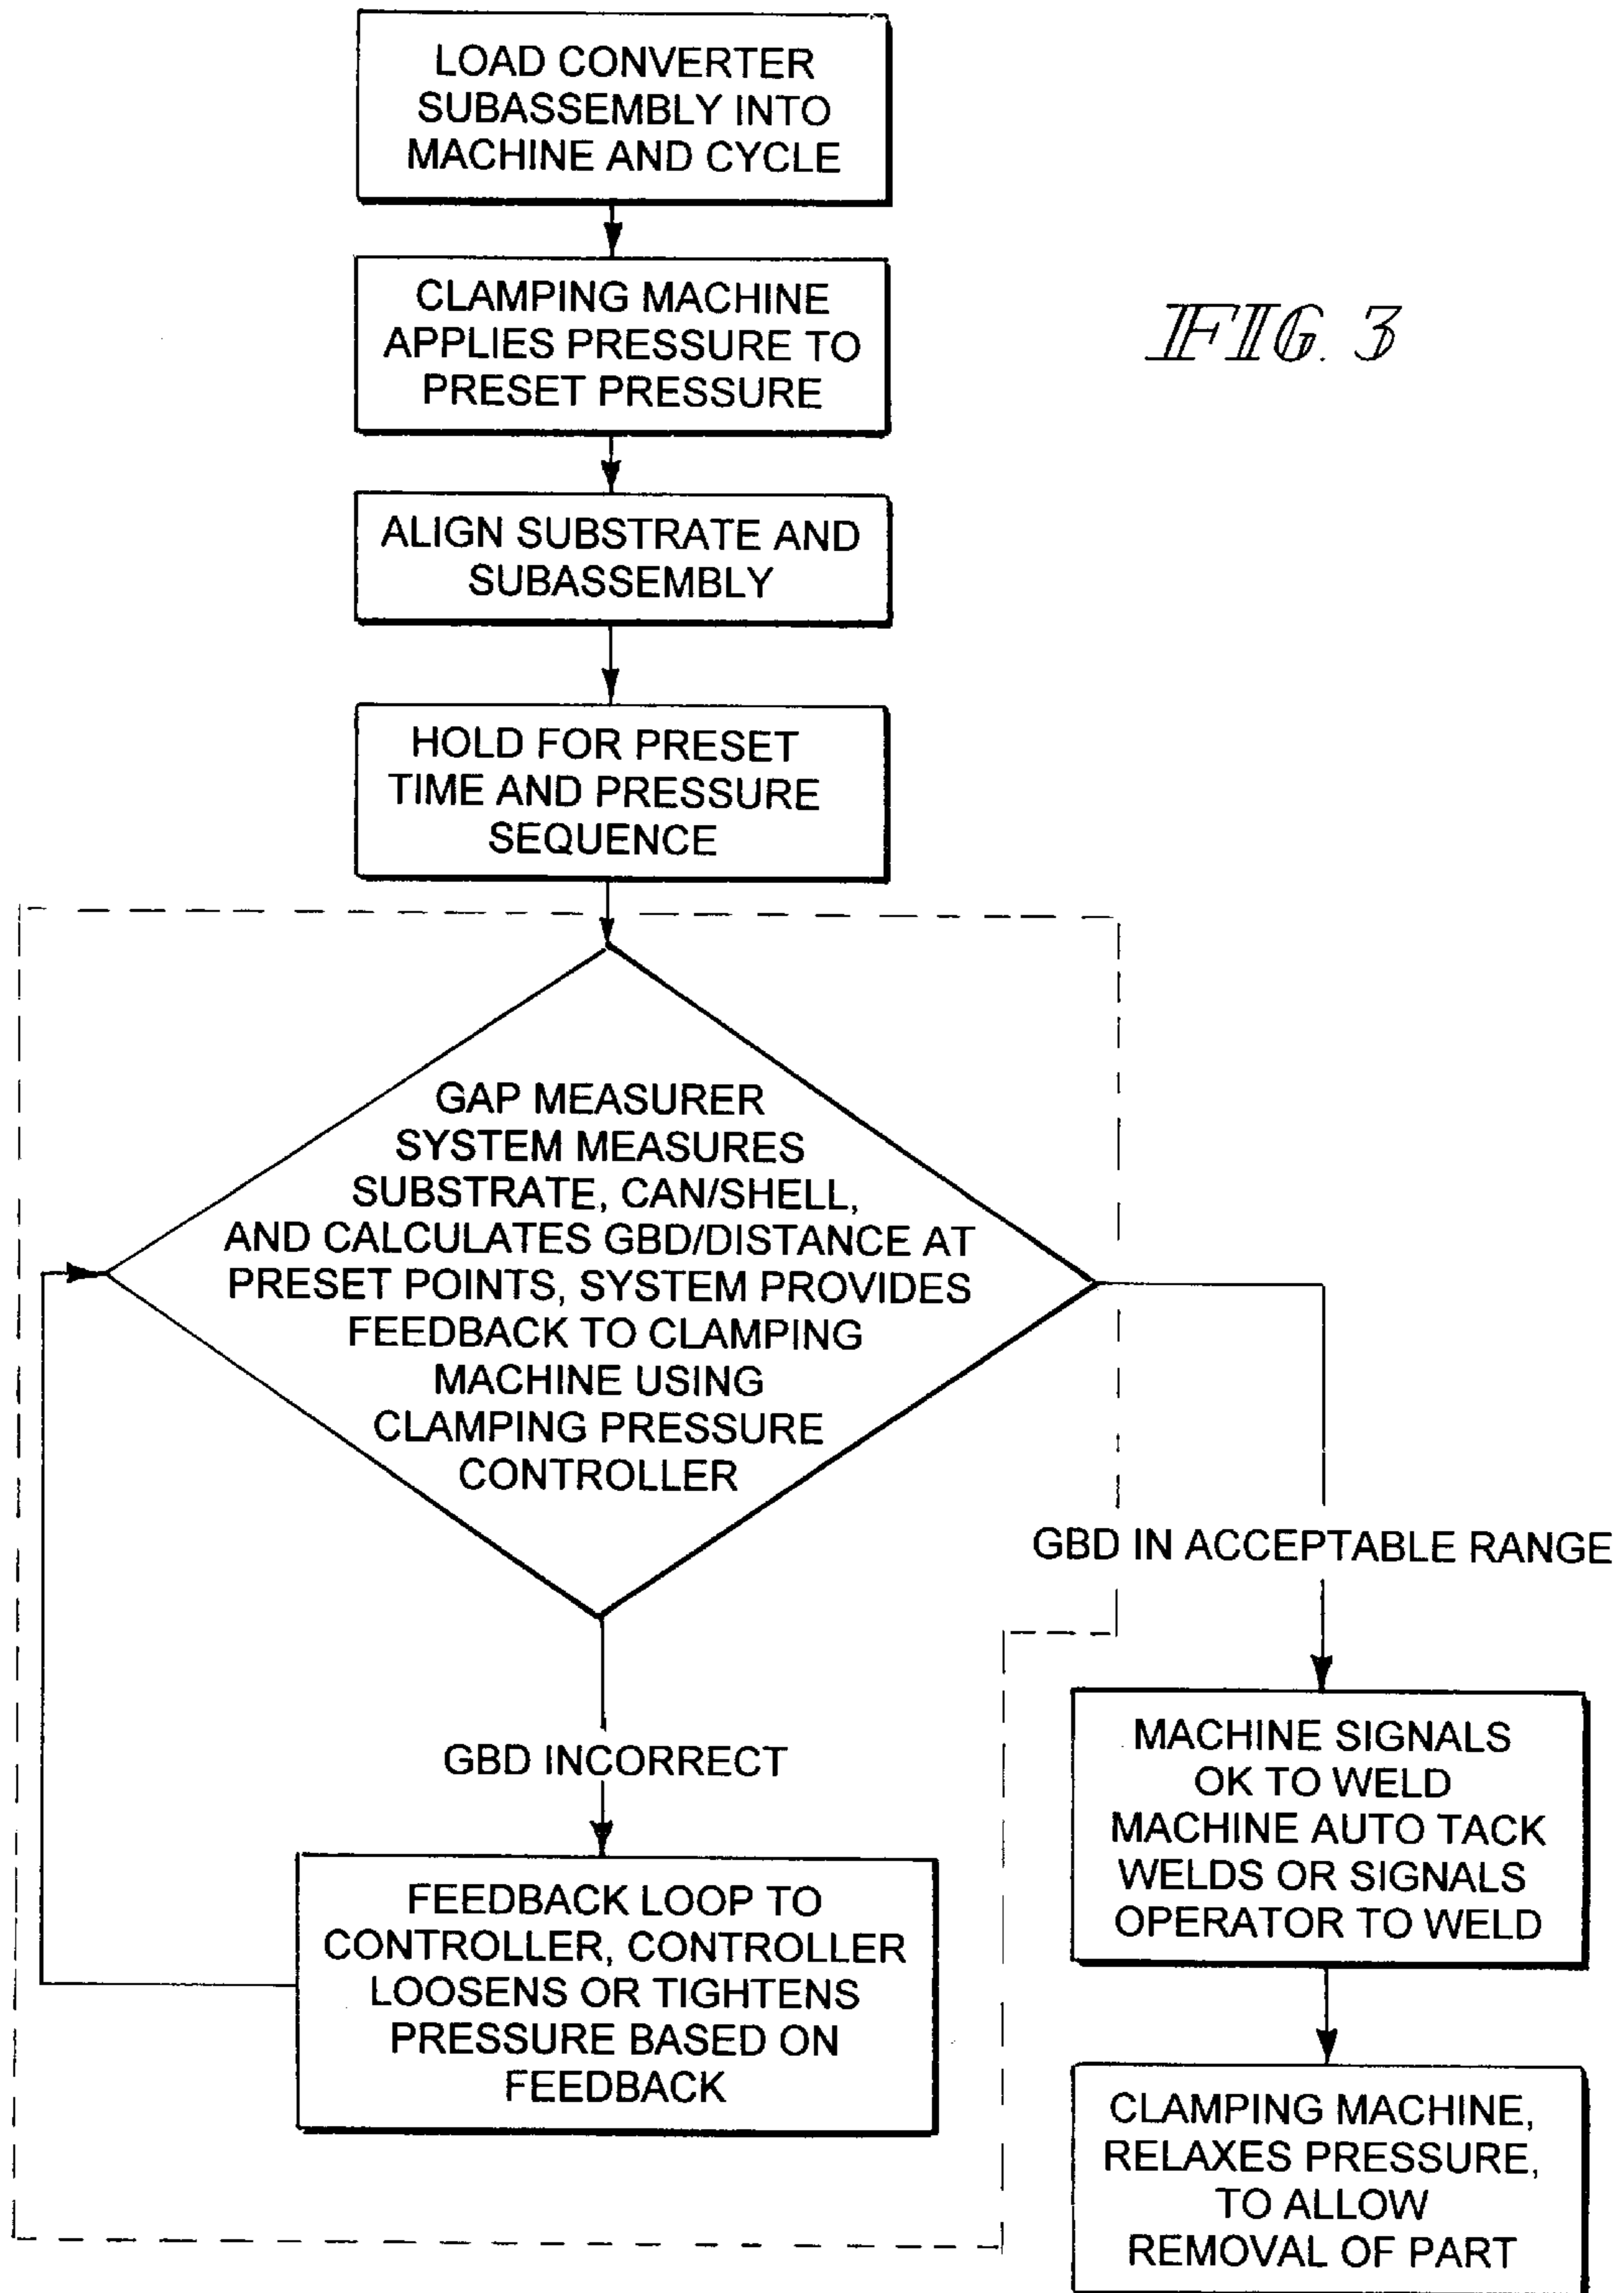 LOAD CONVERTER
SUBASSEMBLY INTO
MACHINE AND CYCLE
CLAMPING MACHINE
APPLIES PRESSURE TO
PRESET PRESSURE
FIG. 3
ALIGN SUBSTRATE AND
SUBASSEMBLY
HOLD FOR PRESET
TIME AND PRESSURE
SEQUENCE
GAP MEASURER
SYSTEM MEASURES
SUBSTRATE, CAN/SHELL,
AND CALCULATES GBD/DISTANCE AT
PRESET POINTS, SYSTEM PROVIDES
FEEDBACK TO CLAMPING
MACHINE USING
CLAMPING PRESSURE
CONTROLLER
GBD INCORRECT
FEEDBACK LOOP TO
CONTROLLER, CONTROLLER
LOOSENS OR TIGHTENS
PRESSURE BASED ON
FEEDBACK
GBD IN ACCEPTABLE RANGE
MACHINE SIGNALS
OK TO WELD
MACHINE AUTO TACK
WELDS OR SIGNALS
OPERATOR TO WELD
CLAMPING MACHINE,
RELAXES PRESSURE,
TO ALLOW
REMOVAL OF PART